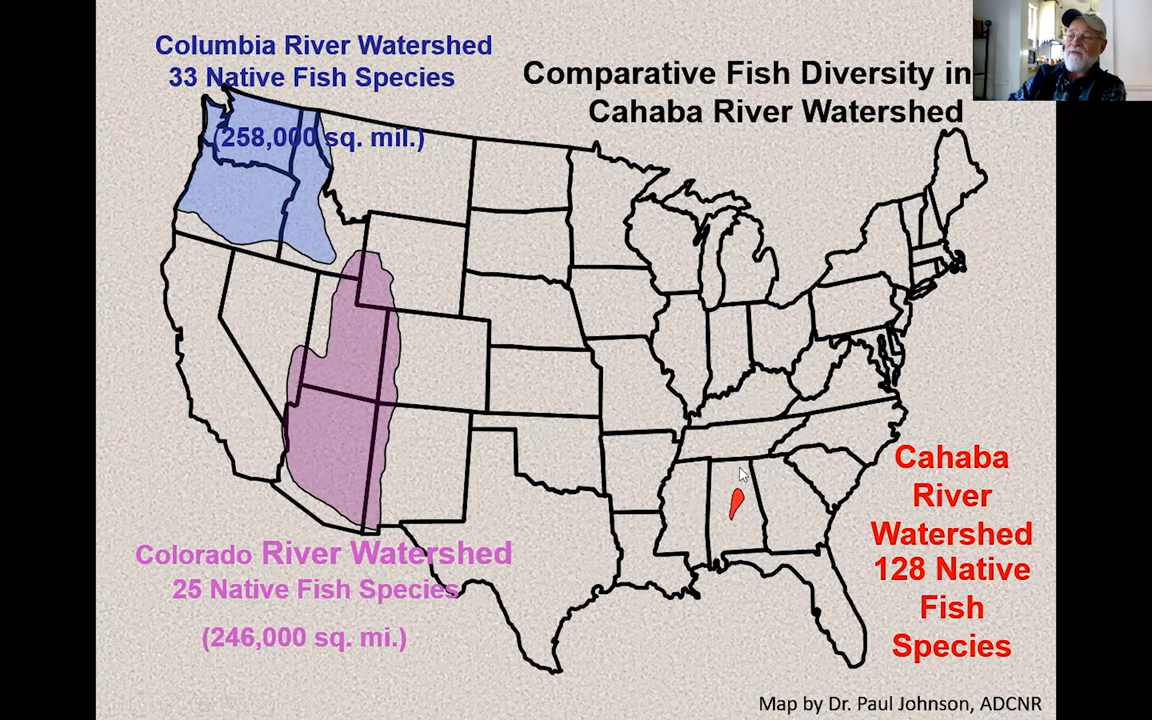 Columbia River Watershed
33 Native Fish Species
(258,000 sq. mil.)
Comparative Fish Diversity in
Cahaba River Watershed
Cahaba
River
Watershed
128 Native
Fish
Species
Colorado River Watershed
25 Native Fish Species
(246,000 sq. mi.)
Map by Dr. Paul Johnson, ADCNR